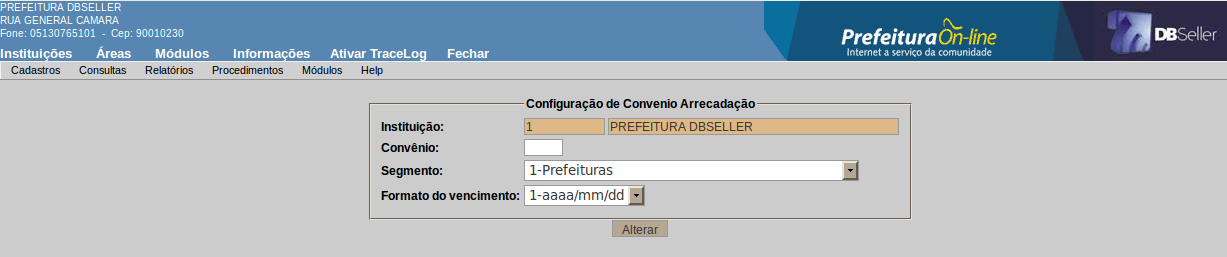 PREFEITURA DBSELLER
RUA GENERAL CAMARA
Fone: 05130765101 - Cep: 90010230
Prefeitura On-line
Internet a serviço da comunidade
DBSeller
Instituições Áreas Módulos Informações Ativar TraceLog Fechar
Cadastros Consultas Relatórios Procedimentos Módulos Help
Configuração de Convenio Arrecadação
Instituição: 1 PREFEITURA DBSELLER
Convênio:
Segmento: 1-Prefeituras
Formato do vencimento: 1-aaaa/mm/dd
Alterar